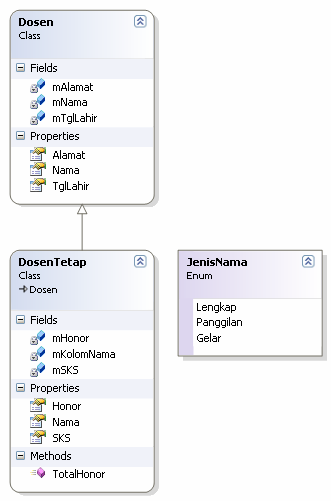 Dosen
Class
Fields
mAlamat
mNama
mTglLahir
Properties
Alamat
Nama
TglLahir
DosenTetap
Class
Dosen
Fields
mHonor
mKolomNama
mSKS
Properties
Honor
Nama
SKS
Methods
TotalHonor
JenisNama
Enum
Lengkap
Panggilan
Gelar